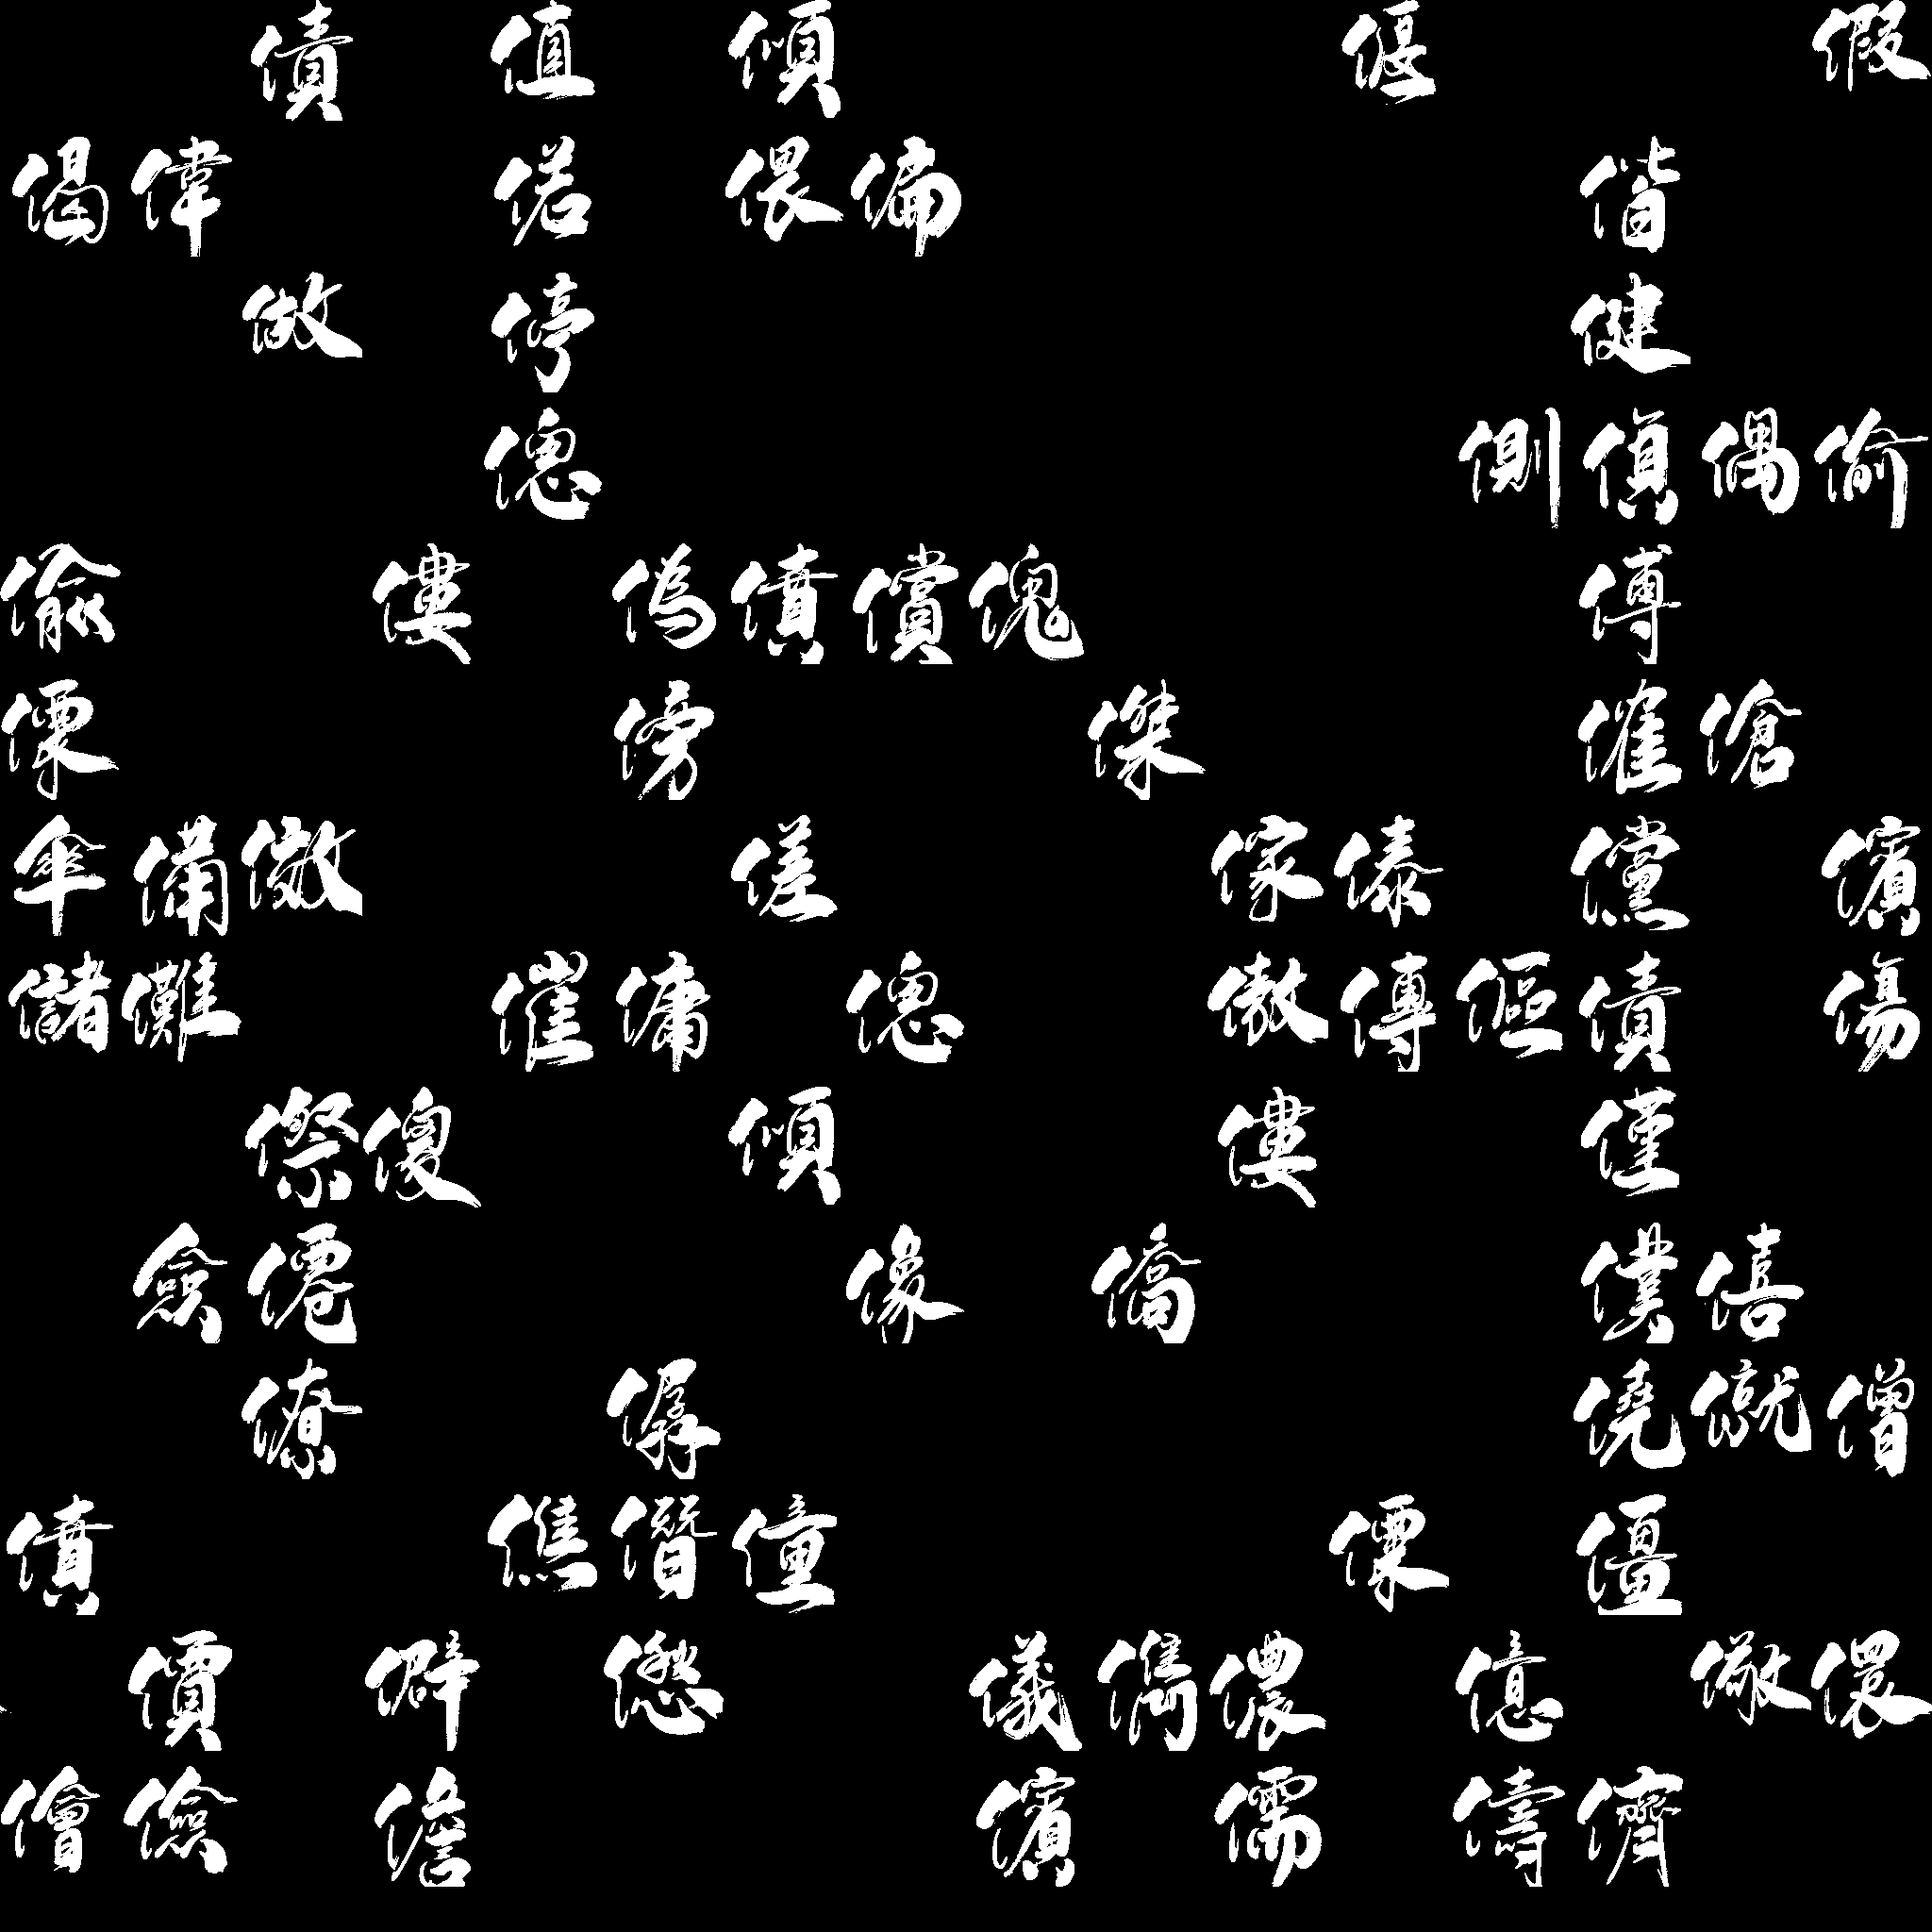 債 值 傾 偃 假
偈 偉 偌 偎 偏 偕
做 停 健
傯 側 偵 偶 偷
偸 僂 偽 僨 償 傀 傅
傈 傍 傑 傕 傖
傘 備 傚 傞 傢 傣 儻 儐
儲 儺 催 傭 傯 傲 傳 傴 債 傷
傺 傻 傾 僂 僅
僉 僊 像 僑 僕 僖
僚 僝 僥 僦 僧
僨 僬 僭 僮 僳 僵
價 僻 僽 儀 儁 儂 億 儆 儇
儈 儉 儋 儐 儒 儔 儕